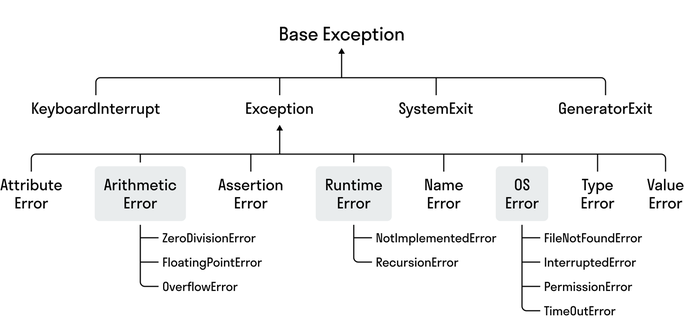 Base Exception
KeyboardInterrupt
Exception
SystemExit
GeneratorExit
Attribute
Error
Arithmetic
Error
Assertion
Error
Runtime
Error
Name
Error
OS
Error
Type
Error
Value
Error
ZeroDivisionError
FloatingPointError
OverflowError
NotImplementedError
RecursionError
FileNotFoundError
InterruptedError
PermissionError
TimeOutError